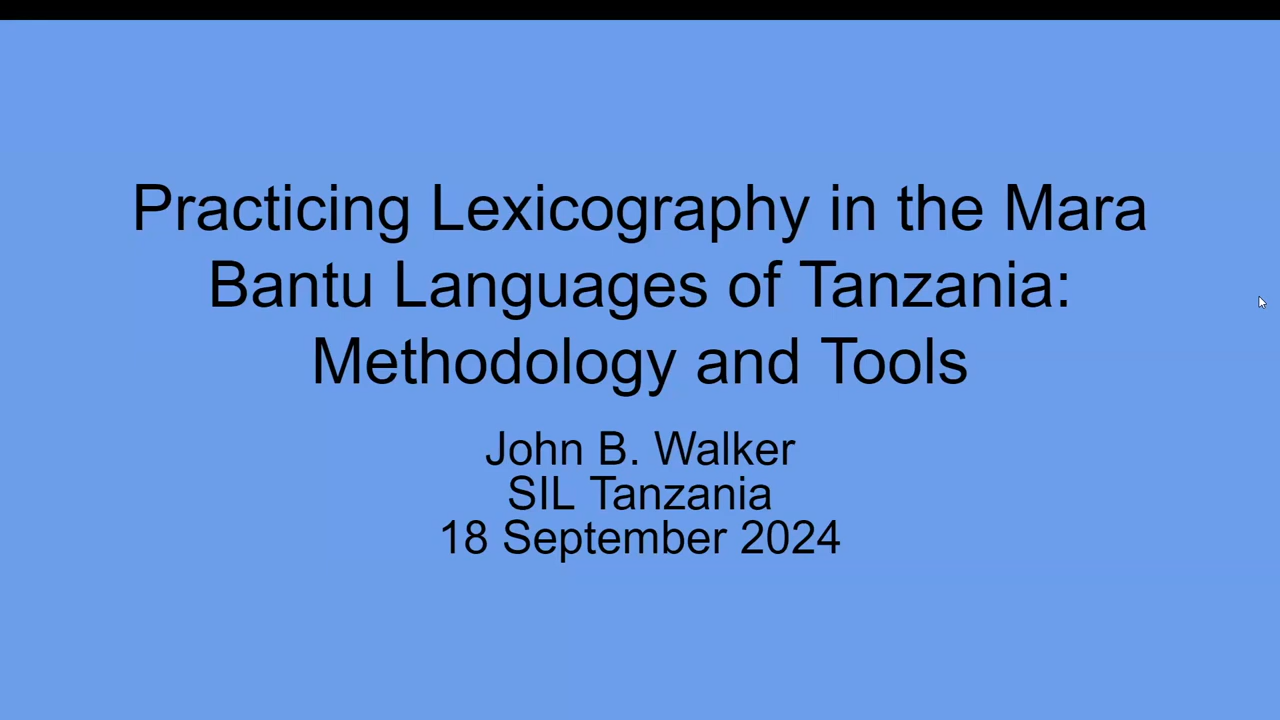 Practicing Lexicography in the Mara
Bantu Languages of Tanzania:
Methodology and Tools
John B. Walker
SIL Tanzania
18 September 2024